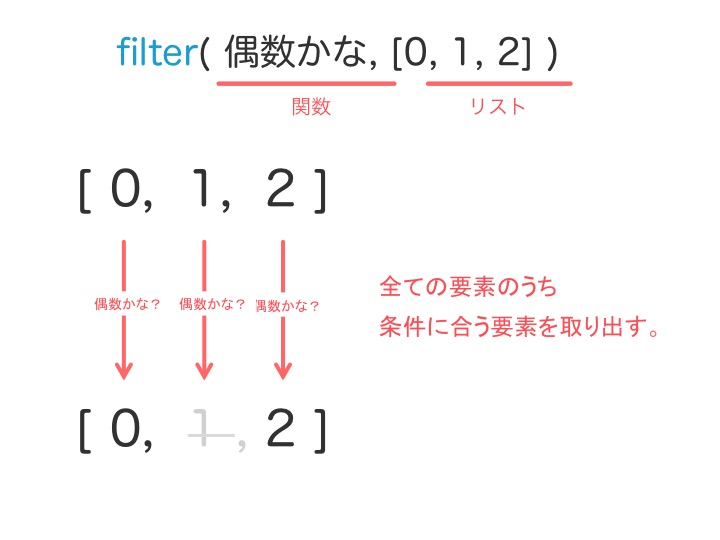 filter( 偶数かな, [0, 1, 2] )
関数 リスト
[ 0, 1, 2 ]
偶数かな？ 偶数かな？ 偶数かな？
全ての要素のうち
条件に合う要素を取り出す。
[ 0, 1, 2 ]